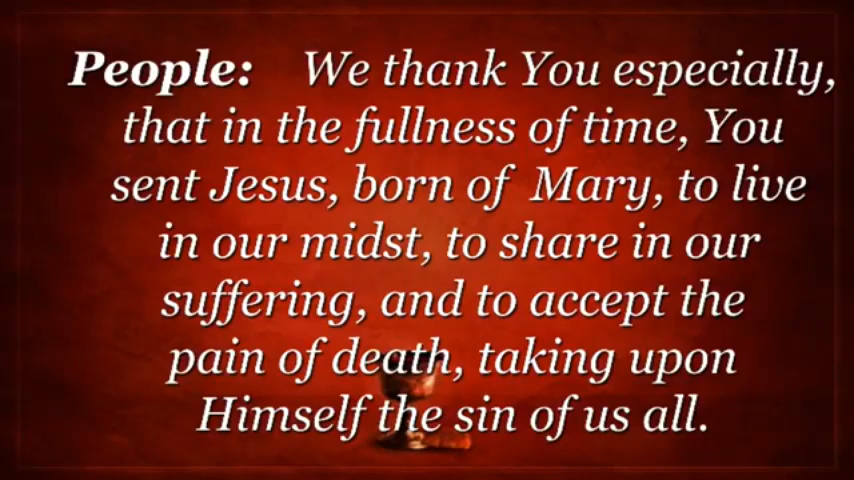 People: We thank You especially,
that in the fullness of time, You
sent Jesus, born of Mary, to live
in our midst, to share in our
suffering, and to accept the
pain of death, taking upon
Himself the sin of us all.